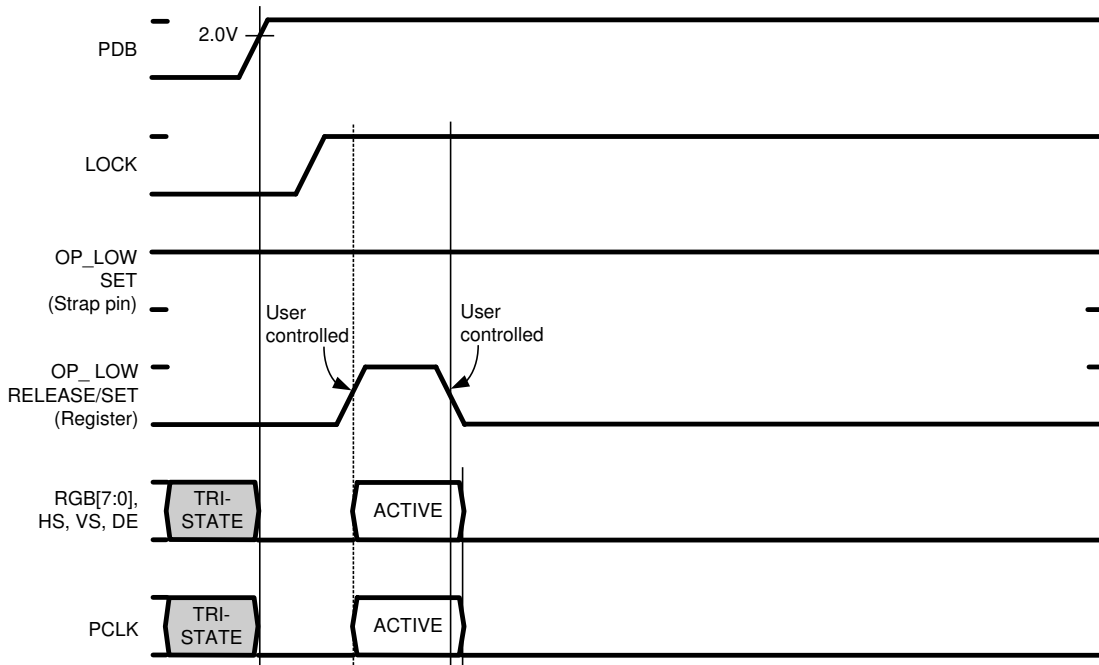 PDB
2.0V
LOCK
OP_LOW
SET
(Strap pin)
User
controlled
User
controlled
OP_ LOW
RELEASE/SET
(Register)
RGB[7:0],
HS, VS, DE
TRI-
STATE
ACTIVE
PCLK
TRI-
STATE
ACTIVE